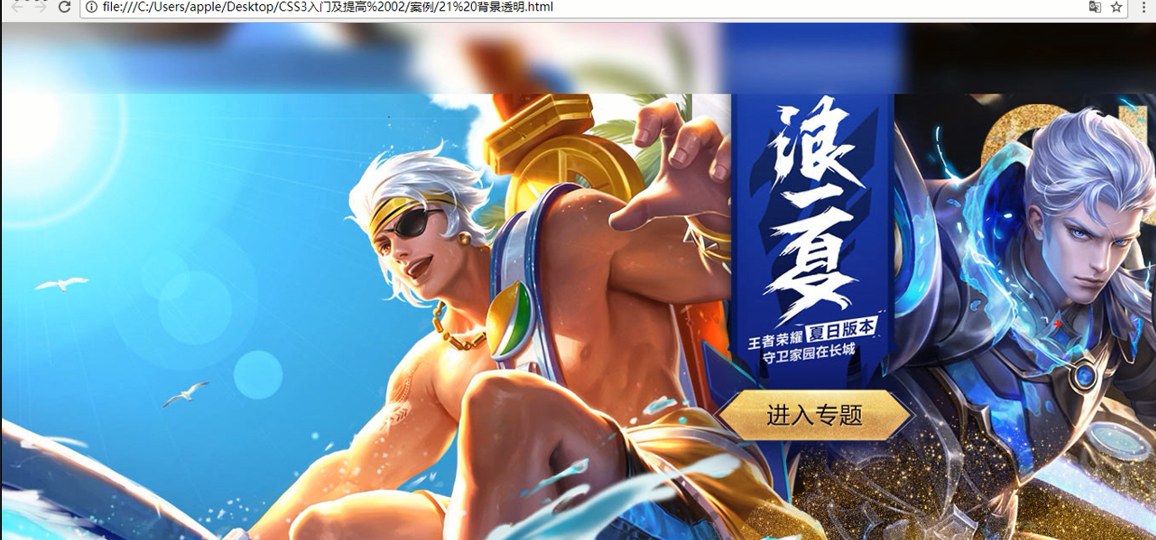 file:///C:/Users/apple/Desktop/CSS3入门及提高%2002/案例/21%20背景透明.html
浪
一
夏
王者荣耀 夏日版本
守卫家园在长城
进入专题